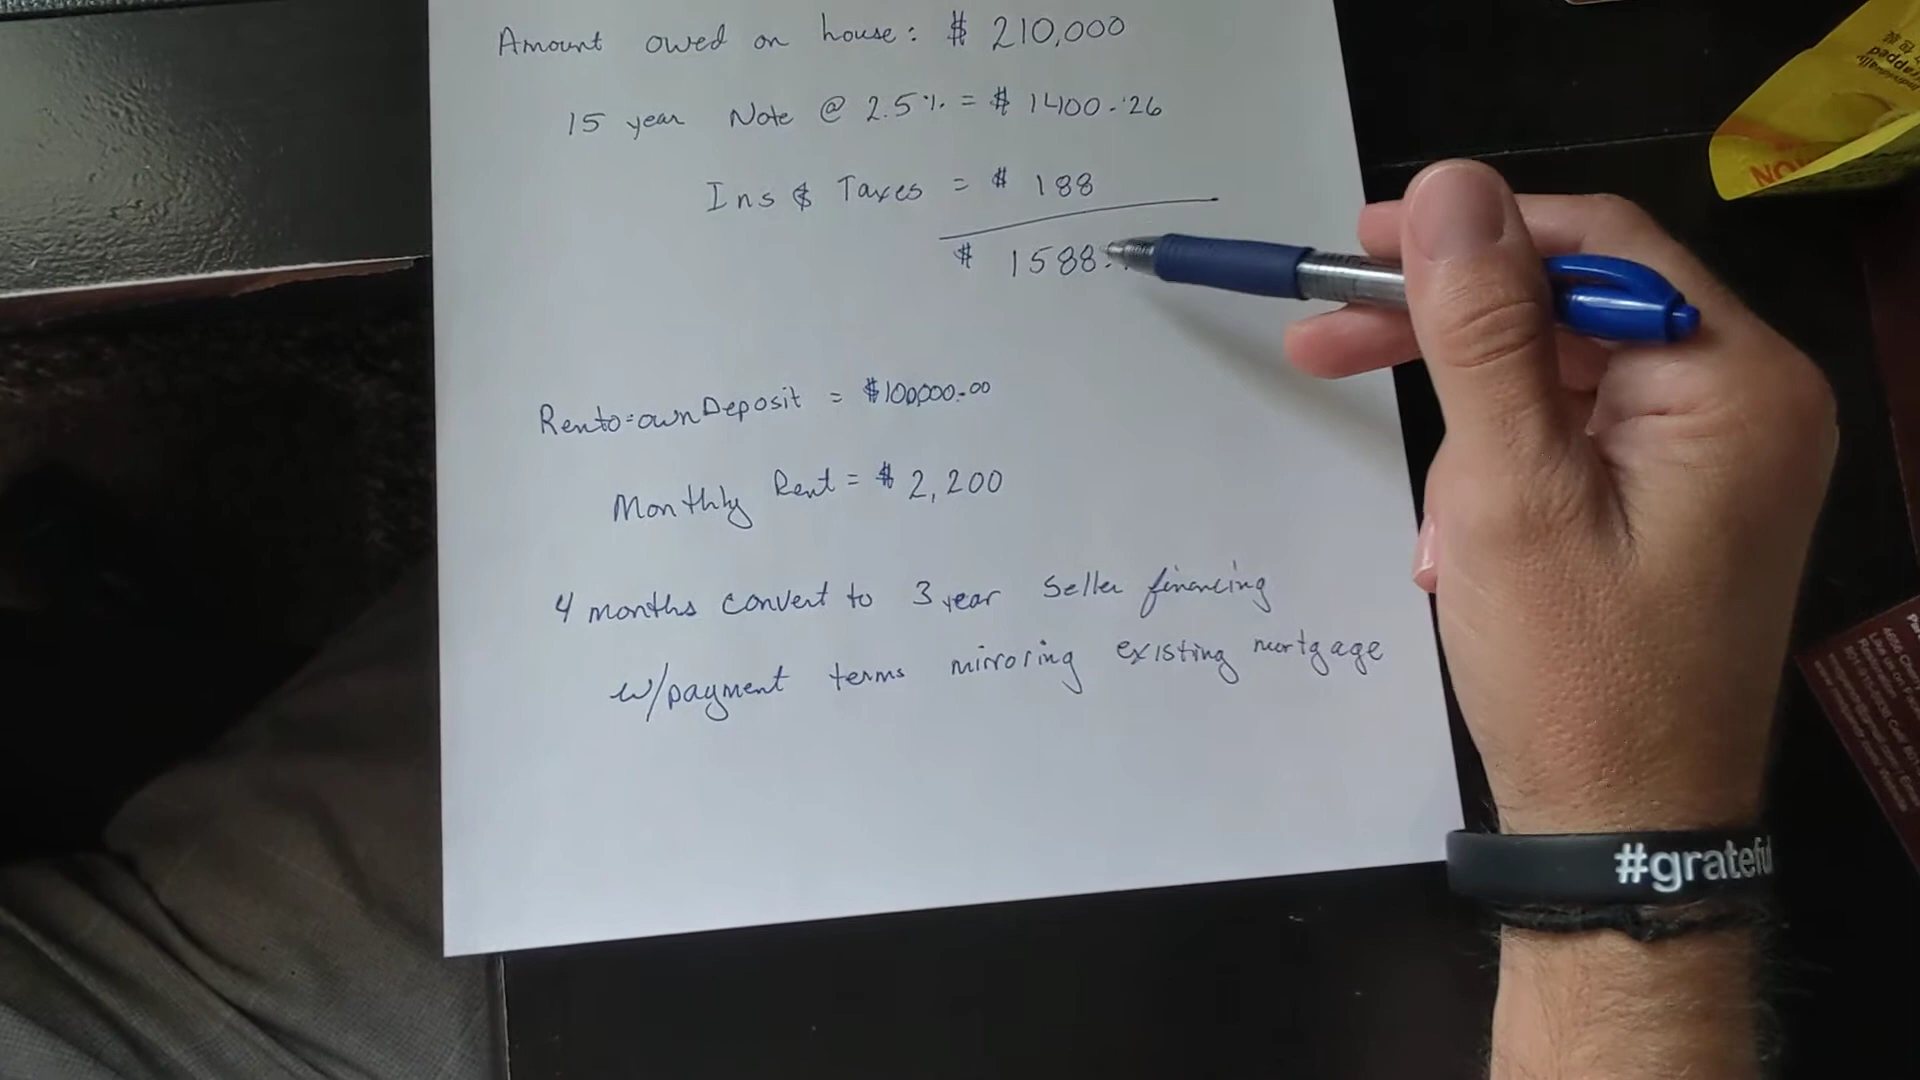 Amount owed on house: $ 210,000
15 year Note @ 2.5% = $ 1400.26
Ins & Taxes = $ 188
$ 1588.
Rento=own Deposit = $100,000.00
Monthly Rent = $ 2,200
4 months convert to 3 year Seller financing
w/payment terms mirroring existing mortgage
#grateful
Individually